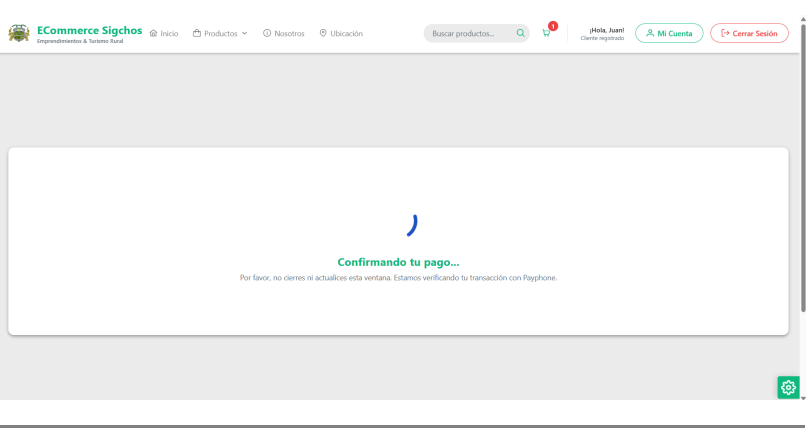 ECommerce Sigchos
Emprendimientos & Turismo Rural
Inicio
Productos
Nosotros
Ubicación
Buscar productos...
1
¡Hola, Juan!
Cliente registrado
Mi Cuenta
Cerrar Sesión
Confirmando tu pago...
Por favor, no cierres ni actualices esta ventana. Estamos verificando tu transacción con Payphone.